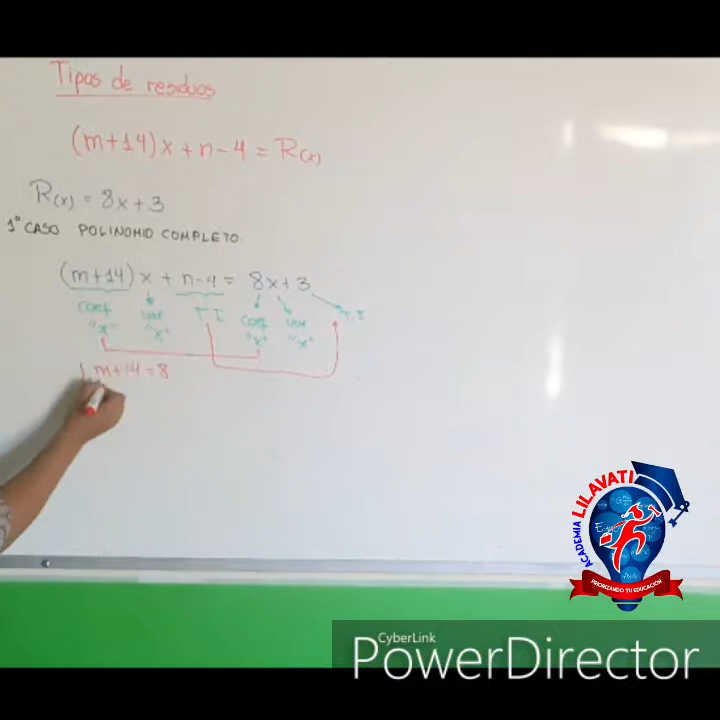 Tipos de residuos
(m+14)x+n-4=R(x)
R(x) = 8x+3
1° CASO POLINOMIO COMPLETO
(m+14)x + n-4 = 8x+3
coef var T I coef var T.I
"x" "x" "x" "x"
m+14=8
ACADEMIA LILAVATI
PRIORIZANDO TU EDUCACIÓN
CyberLink
PowerDirector